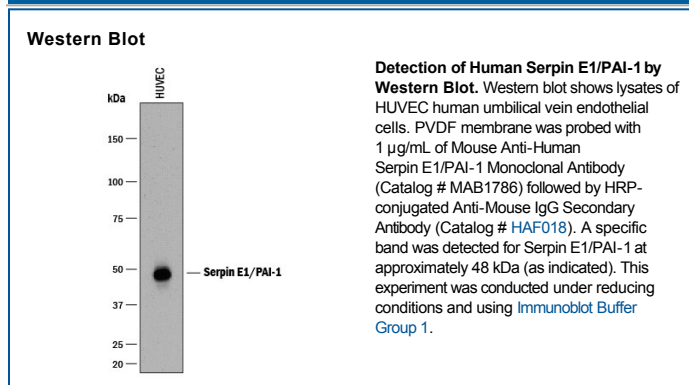 Western Blot
HUVEC
kDa
150
100
75
50
37
25
20
Serpin E1/PAI-1
Detection of Human Serpin E1/PAI-1 by
Western Blot. Western blot shows lysates of
HUVEC human umbilical vein endothelial
cells. PVDF membrane was probed with
1 µg/mL of Mouse Anti-Human
Serpin E1/PAI-1 Monoclonal Antibody
(Catalog # MAB1786) followed by HRP-
conjugated Anti-Mouse IgG Secondary
Antibody (Catalog # HAF018). A specific
band was detected for Serpin E1/PAI-1 at
approximately 48 kDa (as indicated). This
experiment was conducted under reducing
conditions and using Immunoblot Buffer
Group 1.